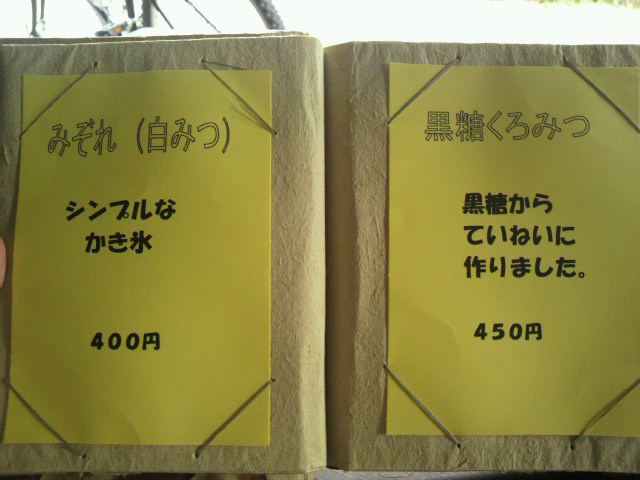 みぞれ（白みつ）
シンプルな
かき氷
400円
黒糖くろみつ
黒糖から
ていねいに
作りました。
450円